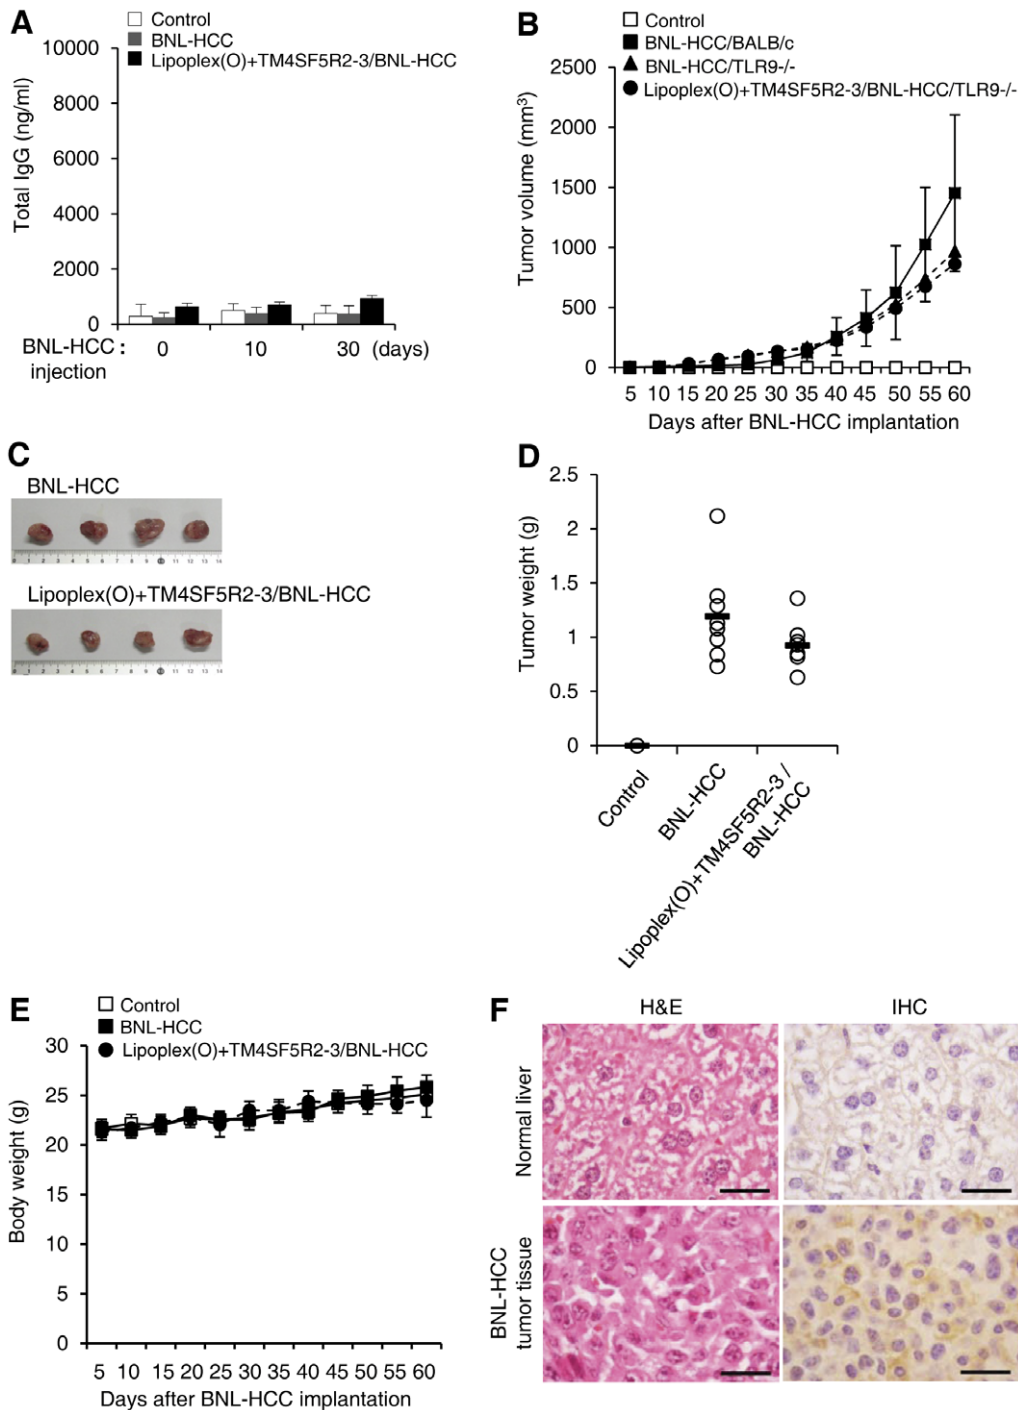 A
Control
BNL-HCC
Lipoplex(O)+TM4SF5R2-3/BNL-HCC
Total IgG (ng/ml)
10000
8000
6000
4000
2000
0
BNL-HCC : 0 10 30 (days)
injection
B
Control
BNL-HCC/BALB/c
BNL-HCC/TLR9-/-
Lipoplex(O)+TM4SF5R2-3/BNL-HCC/TLR9-/-
Tumor volume (mm³)
2500
2000
1500
1000
500
0
5 10 15 20 25 30 35 40 45 50 55 60
Days after BNL-HCC implantation
C
BNL-HCC
Lipoplex(O)+TM4SF5R2-3/BNL-HCC
D
Tumor weight (g)
2.5
2
1.5
1
0.5
0
Control
BNL-HCC
Lipoplex(O)+TM4SF5R2-3 /
BNL-HCC
E
Control
BNL-HCC
Lipoplex(O)+TM4SF5R2-3/BNL-HCC
Body weight (g)
30
25
20
15
10
5
0
5 10 15 20 25 30 35 40 45 50 55 60
Days after BNL-HCC implantation
F
H&E IHC
Normal liver
BNL-HCC
tumor tissue